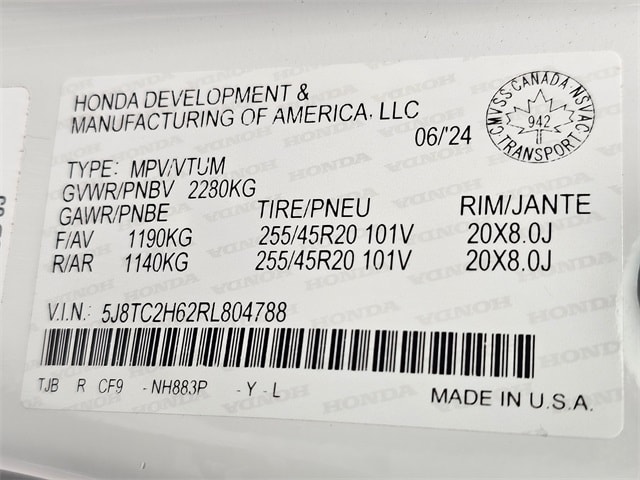 HONDA DEVELOPMENT &
MANUFACTURING OF AMERICA, LLC
06/'24
CMVSS CANADA NSVAC
942
TRANSPORT
TYPE: MPV/VTUM
GVWR/PNBV 2280KG
GAWR/PNBE TIRE/PNEU RIM/JANTE
F/AV 1190KG 255/45R20 101V 20X8.0J
R/AR 1140KG 255/45R20 101V 20X8.0J
V.I.N.: 5J8TC2H62RL804788
TJB R CF9 -NH883P -Y-L
MADE IN U.S.A.